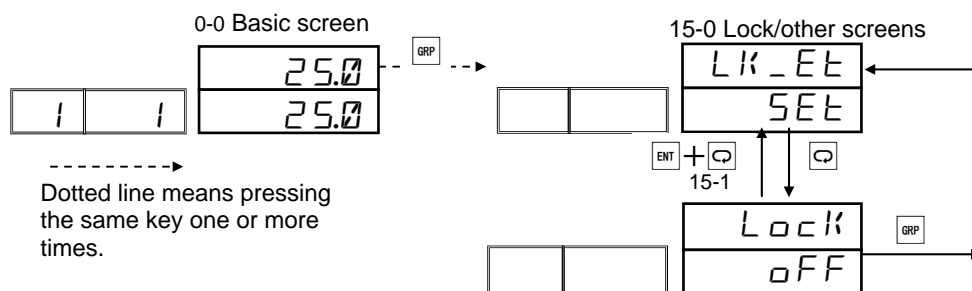 0-0 Basic screen
GRP
25.0
1 1
25.0
Dotted line means pressing
the same key one or more
times.
15-0 Lock/other screens
LK_Et
SEt
ENT +
15-1
LocK
GRP
oFF